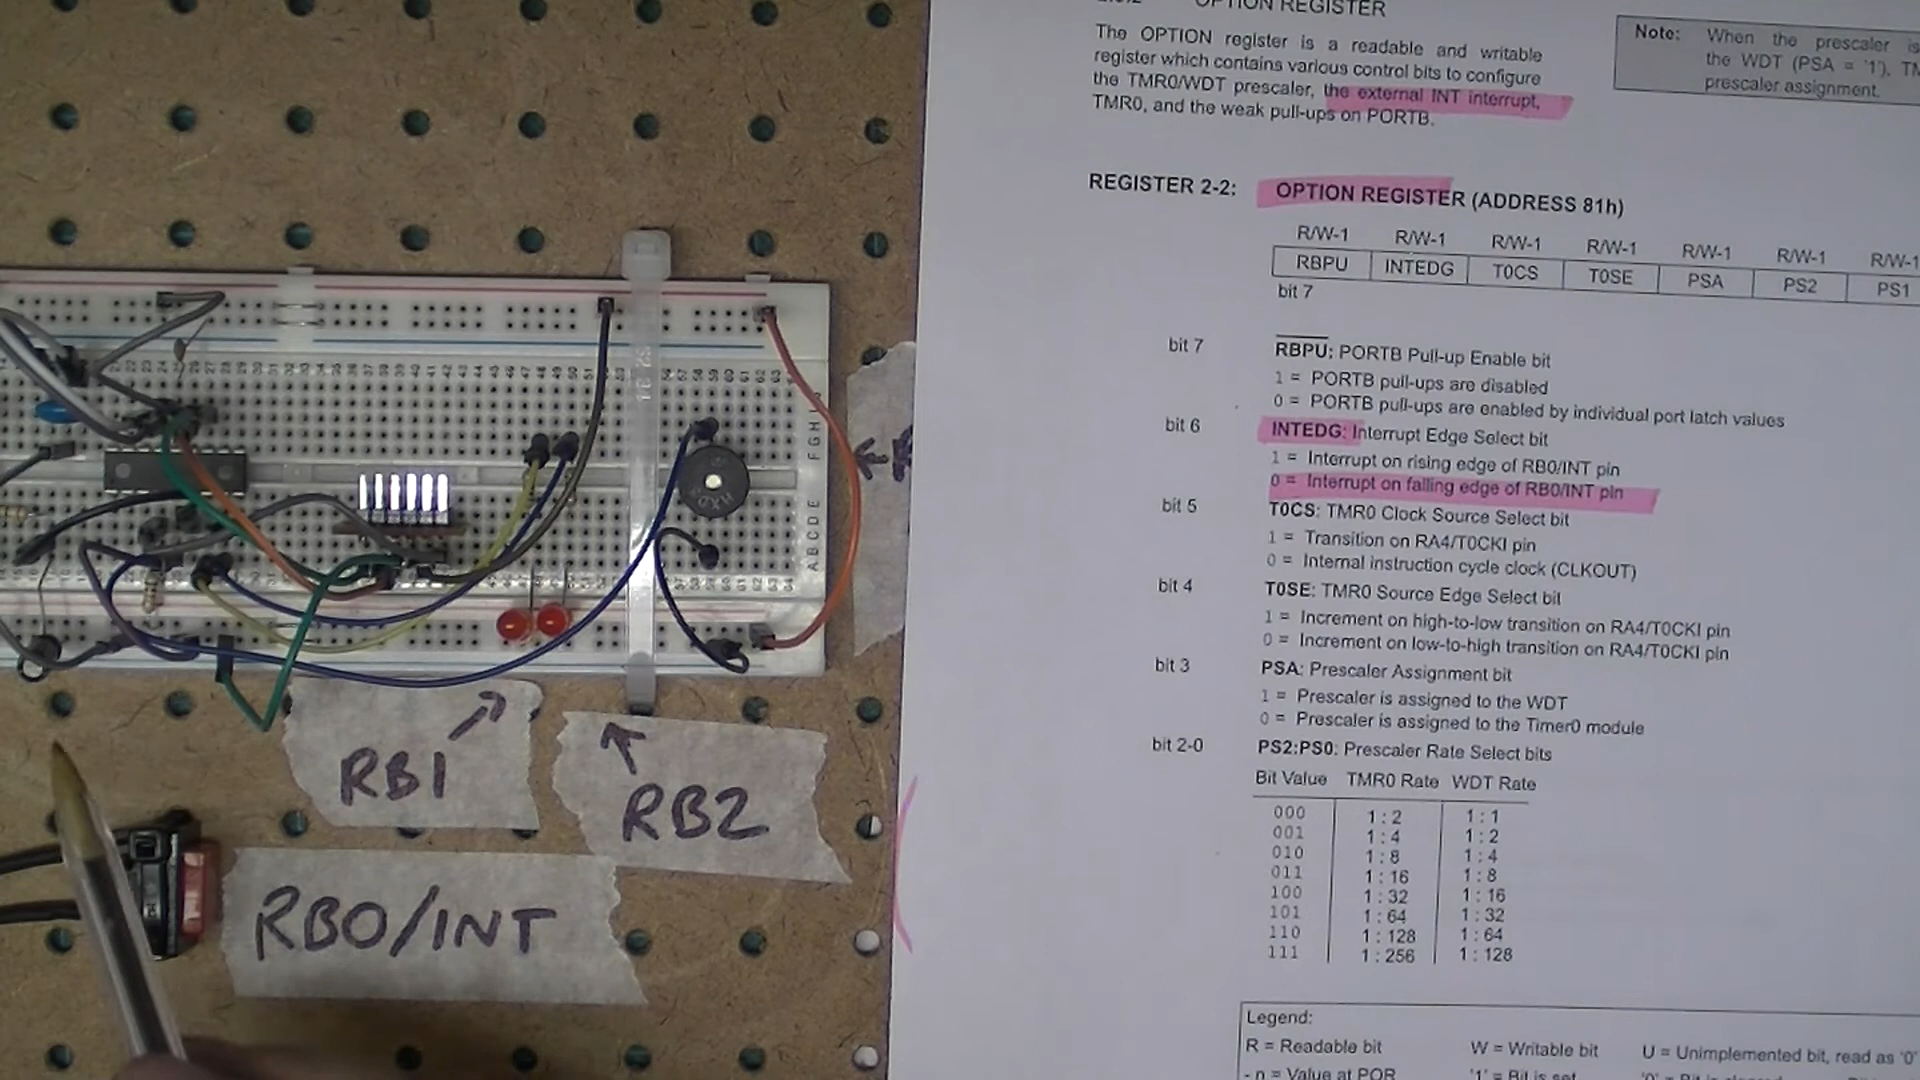 OPTION REGISTER
The OPTION register is a readable and writable
register which contains various control bits to configure
the TMR0/WDT prescaler, the external INT interrupt,
TMR0, and the weak pull-ups on PORTB.
Note: When the prescaler is
the WDT (PSA = '1'),
prescaler assignment.
REGISTER 2-2: OPTION REGISTER (ADDRESS 81h)
R/W-1 R/W-1 R/W-1 R/W-1 R/W-1 R/W-1 R/W-1
RBPU INTEDG T0CS T0SE PSA PS2 PS1
bit 7
bit 7 RBPU: PORTB Pull-up Enable bit
1 = PORTB pull-ups are disabled
0 = PORTB pull-ups are enabled by individual port latch values
bit 6 INTEDG: Interrupt Edge Select bit
1 = Interrupt on rising edge of RB0/INT pin
0 = Interrupt on falling edge of RB0/INT pin
bit 5 T0CS: TMR0 Clock Source Select bit
1 = Transition on RA4/T0CKI pin
0 = Internal instruction cycle clock (CLKOUT)
bit 4 T0SE: TMR0 Source Edge Select bit
1 = Increment on high-to-low transition on RA4/T0CKI pin
0 = Increment on low-to-high transition on RA4/T0CKI pin
bit 3 PSA: Prescaler Assignment bit
1 = Prescaler is assigned to the WDT
0 = Prescaler is assigned to the Timer0 module
bit 2-0 PS2:PS0: Prescaler Rate Select bits
Bit Value TMR0 Rate WDT Rate
000 1 : 2 1 : 1
001 1 : 4 1 : 2
010 1 : 8 1 : 4
011 1 : 16 1 : 8
100 1 : 32 1 : 16
101 1 : 64 1 : 32
110 1 : 128 1 : 64
111 1 : 256 1 : 128
Legend:
R = Readable bit W = Writable bit U = Unimplemented bit, read as '0'
- n = Value at POR '1' = Bit is set
RB1
RB2
RB0/INT
A B C D E F G H I